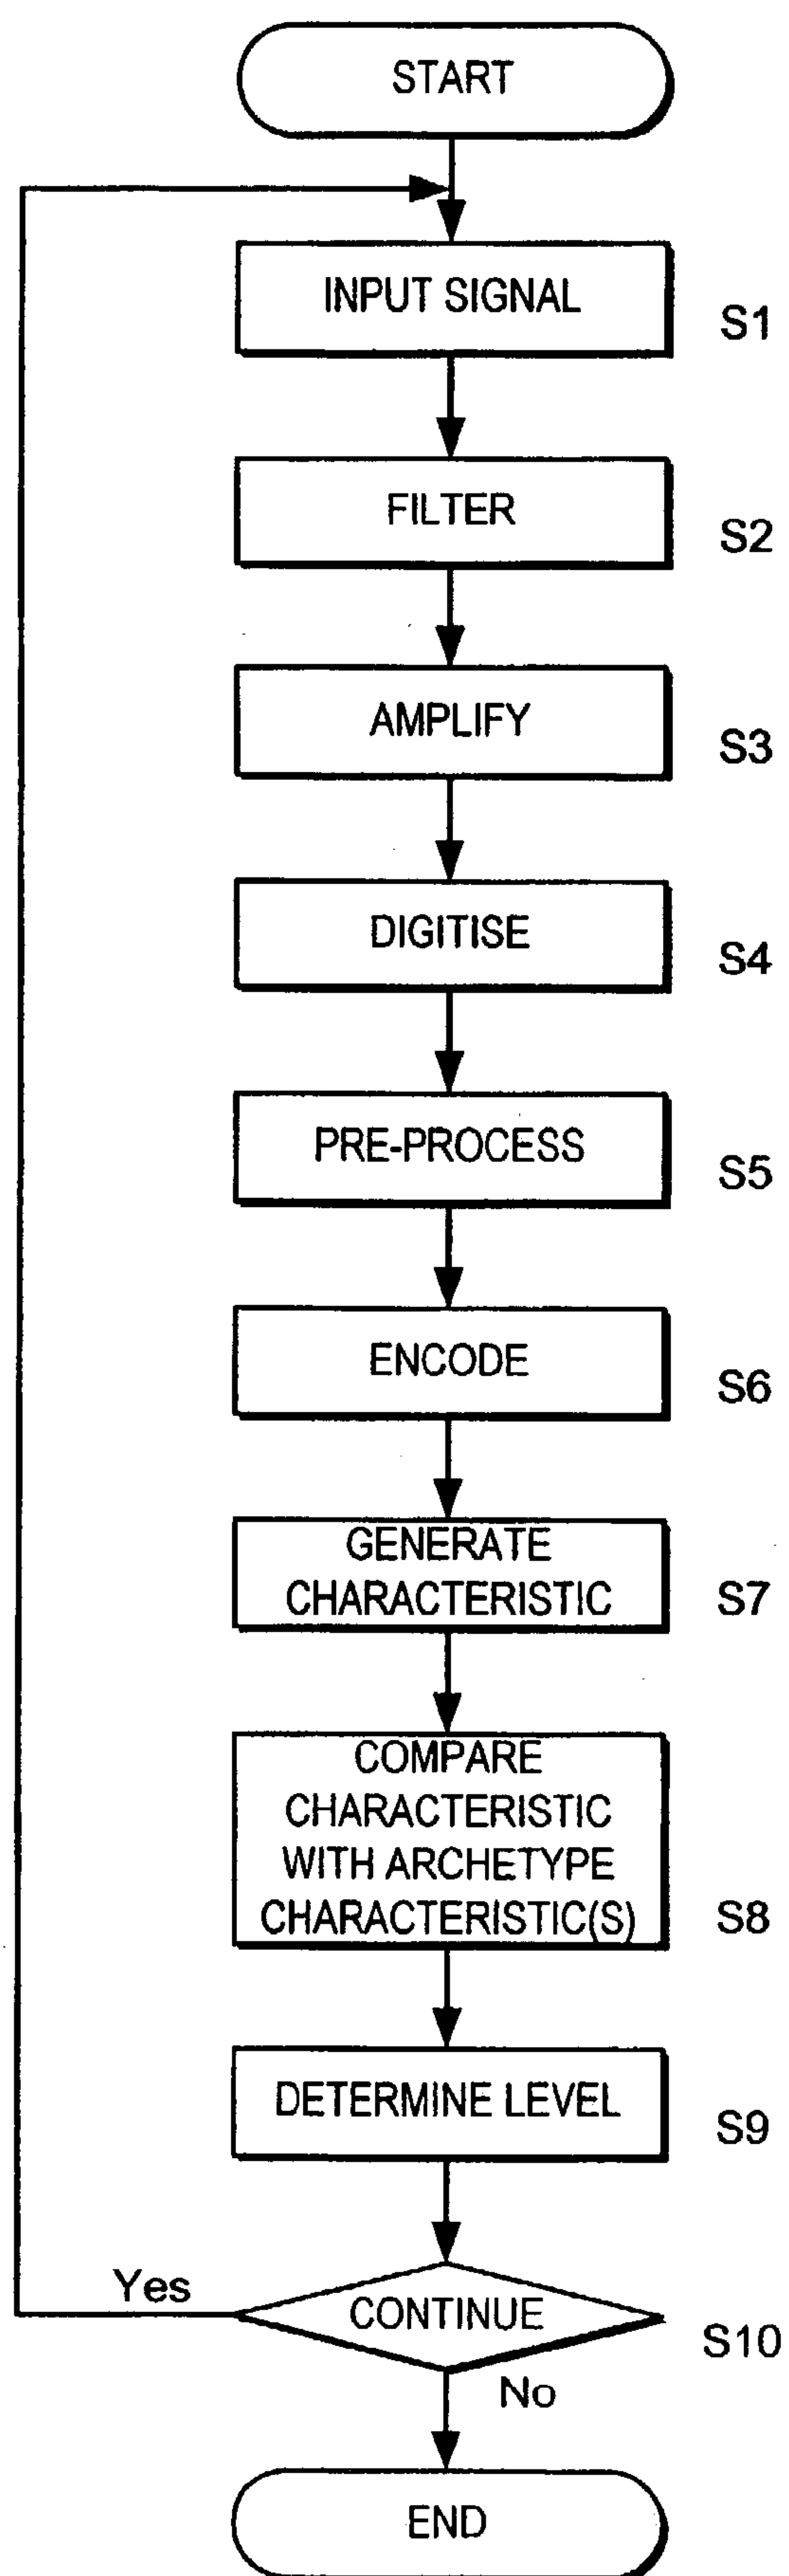 START
INPUT SIGNAL
S1
FILTER
S2
AMPLIFY
S3
DIGITISE
S4
PRE-PROCESS
S5
ENCODE
S6
GENERATE
CHARACTERISTIC
S7
COMPARE
CHARACTERISTIC
WITH ARCHETYPE
CHARACTERISTIC(S)
S8
DETERMINE LEVEL
S9
Yes
CONTINUE
S10
No
END